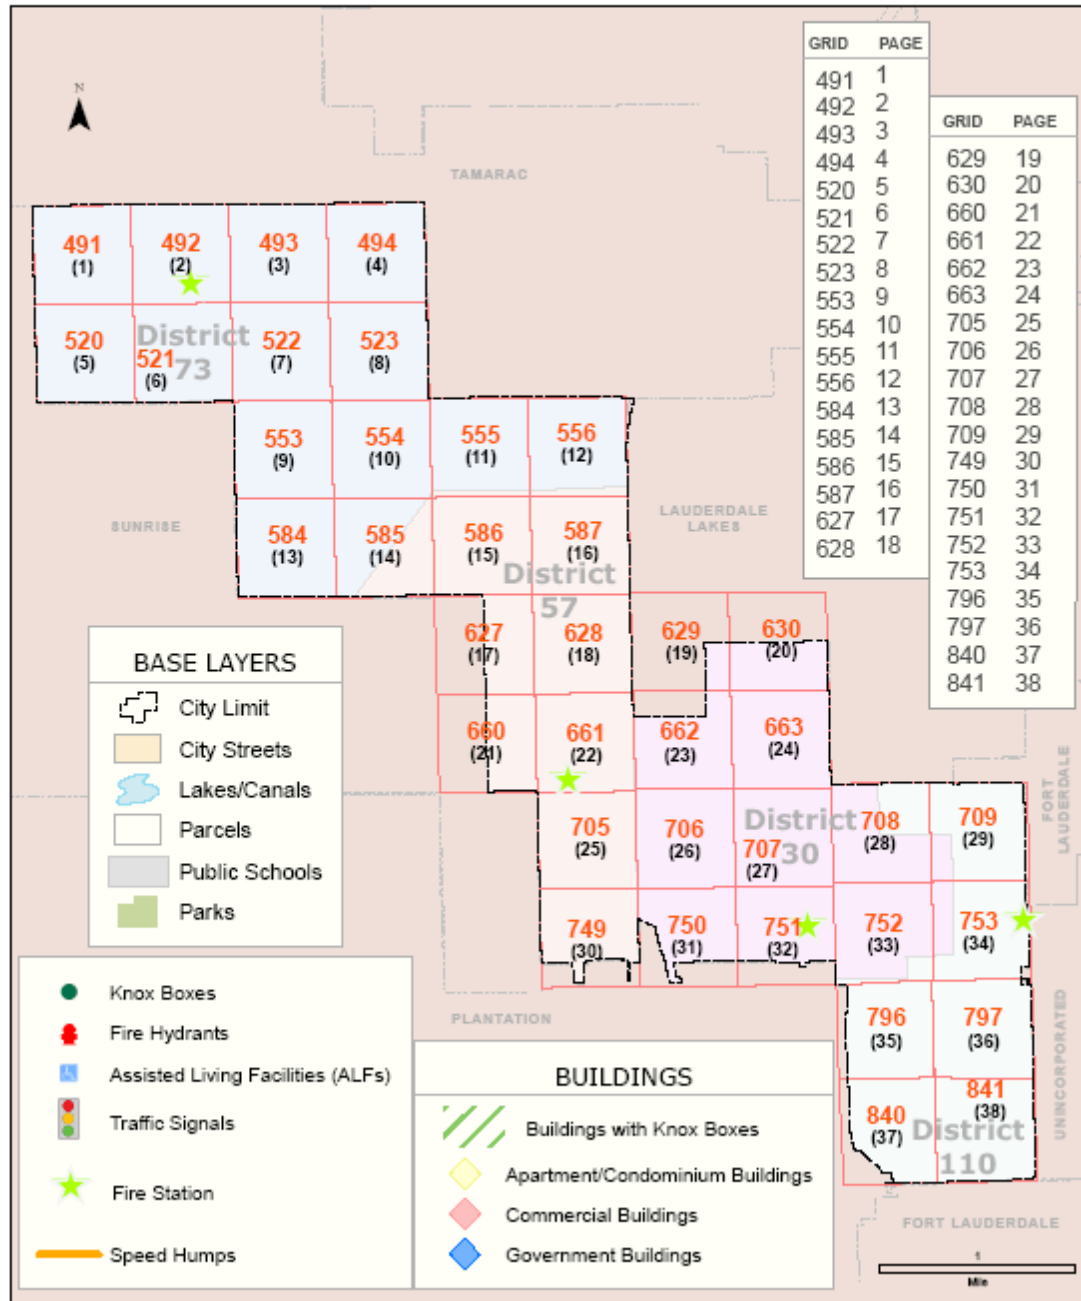 N
TAMARAC
GRID PAGE
491 1
492 2
493 3
494 4
520 5
521 6
522 7
523 8
553 9
554 10
555 11
556 12
584 13
585 14
586 15
587 16
627 17
628 18
GRID PAGE
629 19
630 20
660 21
661 22
662 23
663 24
705 25
706 26
707 27
708 28
709 29
749 30
750 31
751 32
752 33
753 34
796 35
797 36
840 37
841 38
491 492 493 494
(1) (2) (3) (4)
District
73
520 521 522 523
(5) (6) (7) (8)
553 554 555 556
(9) (10) (11) (12)
SUNRISE
LAUDERDALE
LAKES
584 585 586 587
(13) (14) (15) (16)
District
57
627 628 629 630
(17) (18) (19) (20)
660 661 662 663
(21) (22) (23) (24)
FORT
LAUDERDALE
District
30
705 706 707 708 709
(25) (26) (27) (28) (29)
749 750 751 752 753
(30) (31) (32) (33) (34)
PLANTATION
796 797
(35) (36)
UNINCORPORATED
840 841
(37) (38)
District
110
FORT LAUDERDALE
1
Mile
BASE LAYERS
City Limit
City Streets
Lakes/Canals
Parcels
Public Schools
Parks
Knox Boxes
Fire Hydrants
Assisted Living Facilities (ALFs)
Traffic Signals
Fire Station
Speed Humps
BUILDINGS
Buildings with Knox Boxes
Apartment/Condominium Buildings
Commercial Buildings
Government Buildings